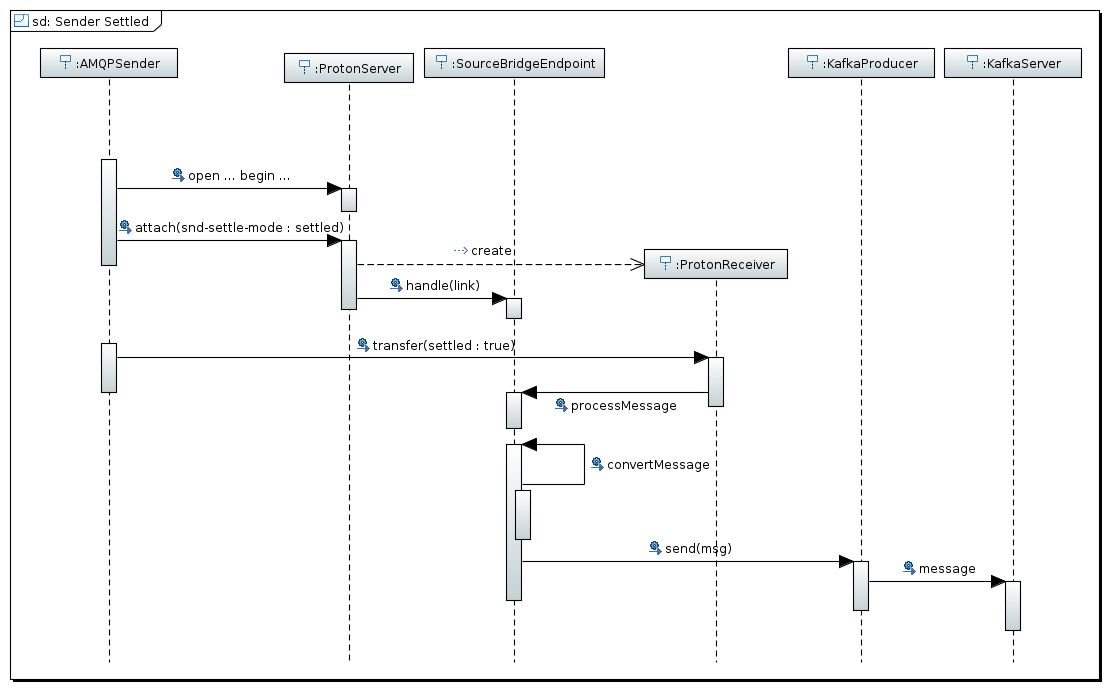 sd: Sender Settled
:AMQPSender
:ProtonServer
:SourceBridgeEndpoint
:KafkaProducer
:KafkaServer
open ... begin ...
attach(snd-settle-mode : settled)
create
:ProtonReceiver
handle(link)
transfer(settled : true)
processMessage
convertMessage
send(msg)
message